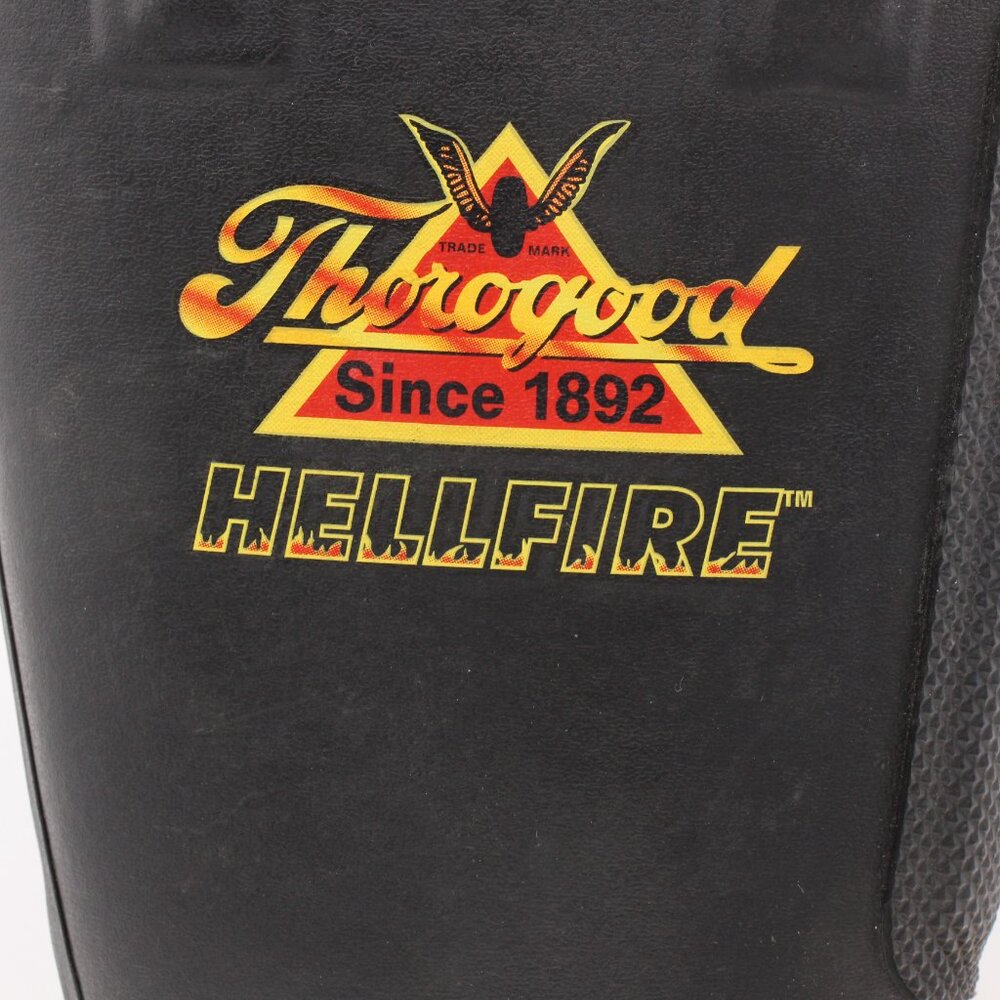 TRADE MARK
Thorogood
Since 1892
HELLFIRE™